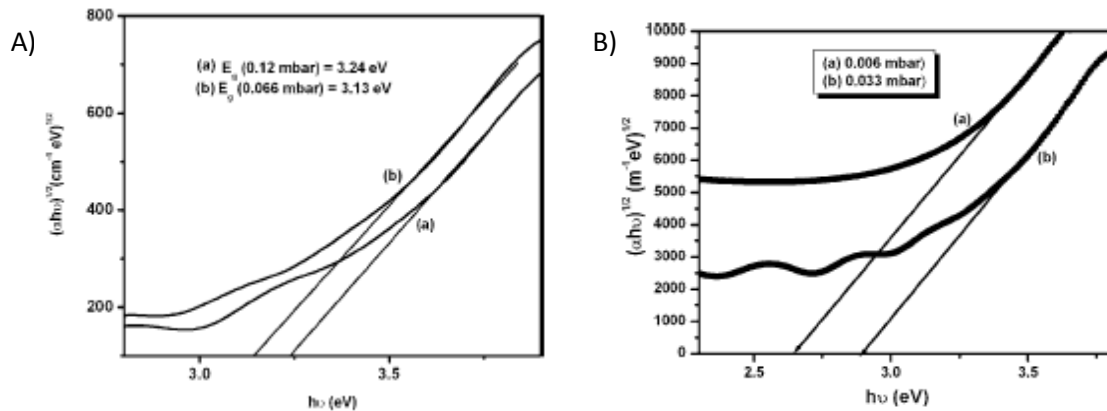 A)
800
600
400
200
(αhυ)^1/2 (cm⁻¹ eV)^1/2
(a) E_g (0.12 mbar) = 3.24 eV
(b) E_g (0.066 mbar) = 3.13 eV
(b)
(a)
3.0 3.5
hυ (eV)
B)
10000
9000
8000
7000
6000
5000
4000
3000
2000
1000
0
(αhυ)^1/2 (m⁻¹eV)^1/2
(a) 0.006 mbar)
(b) 0.033 mbar)
(a)
(b)
2.5 3.0 3.5
hυ (eV)